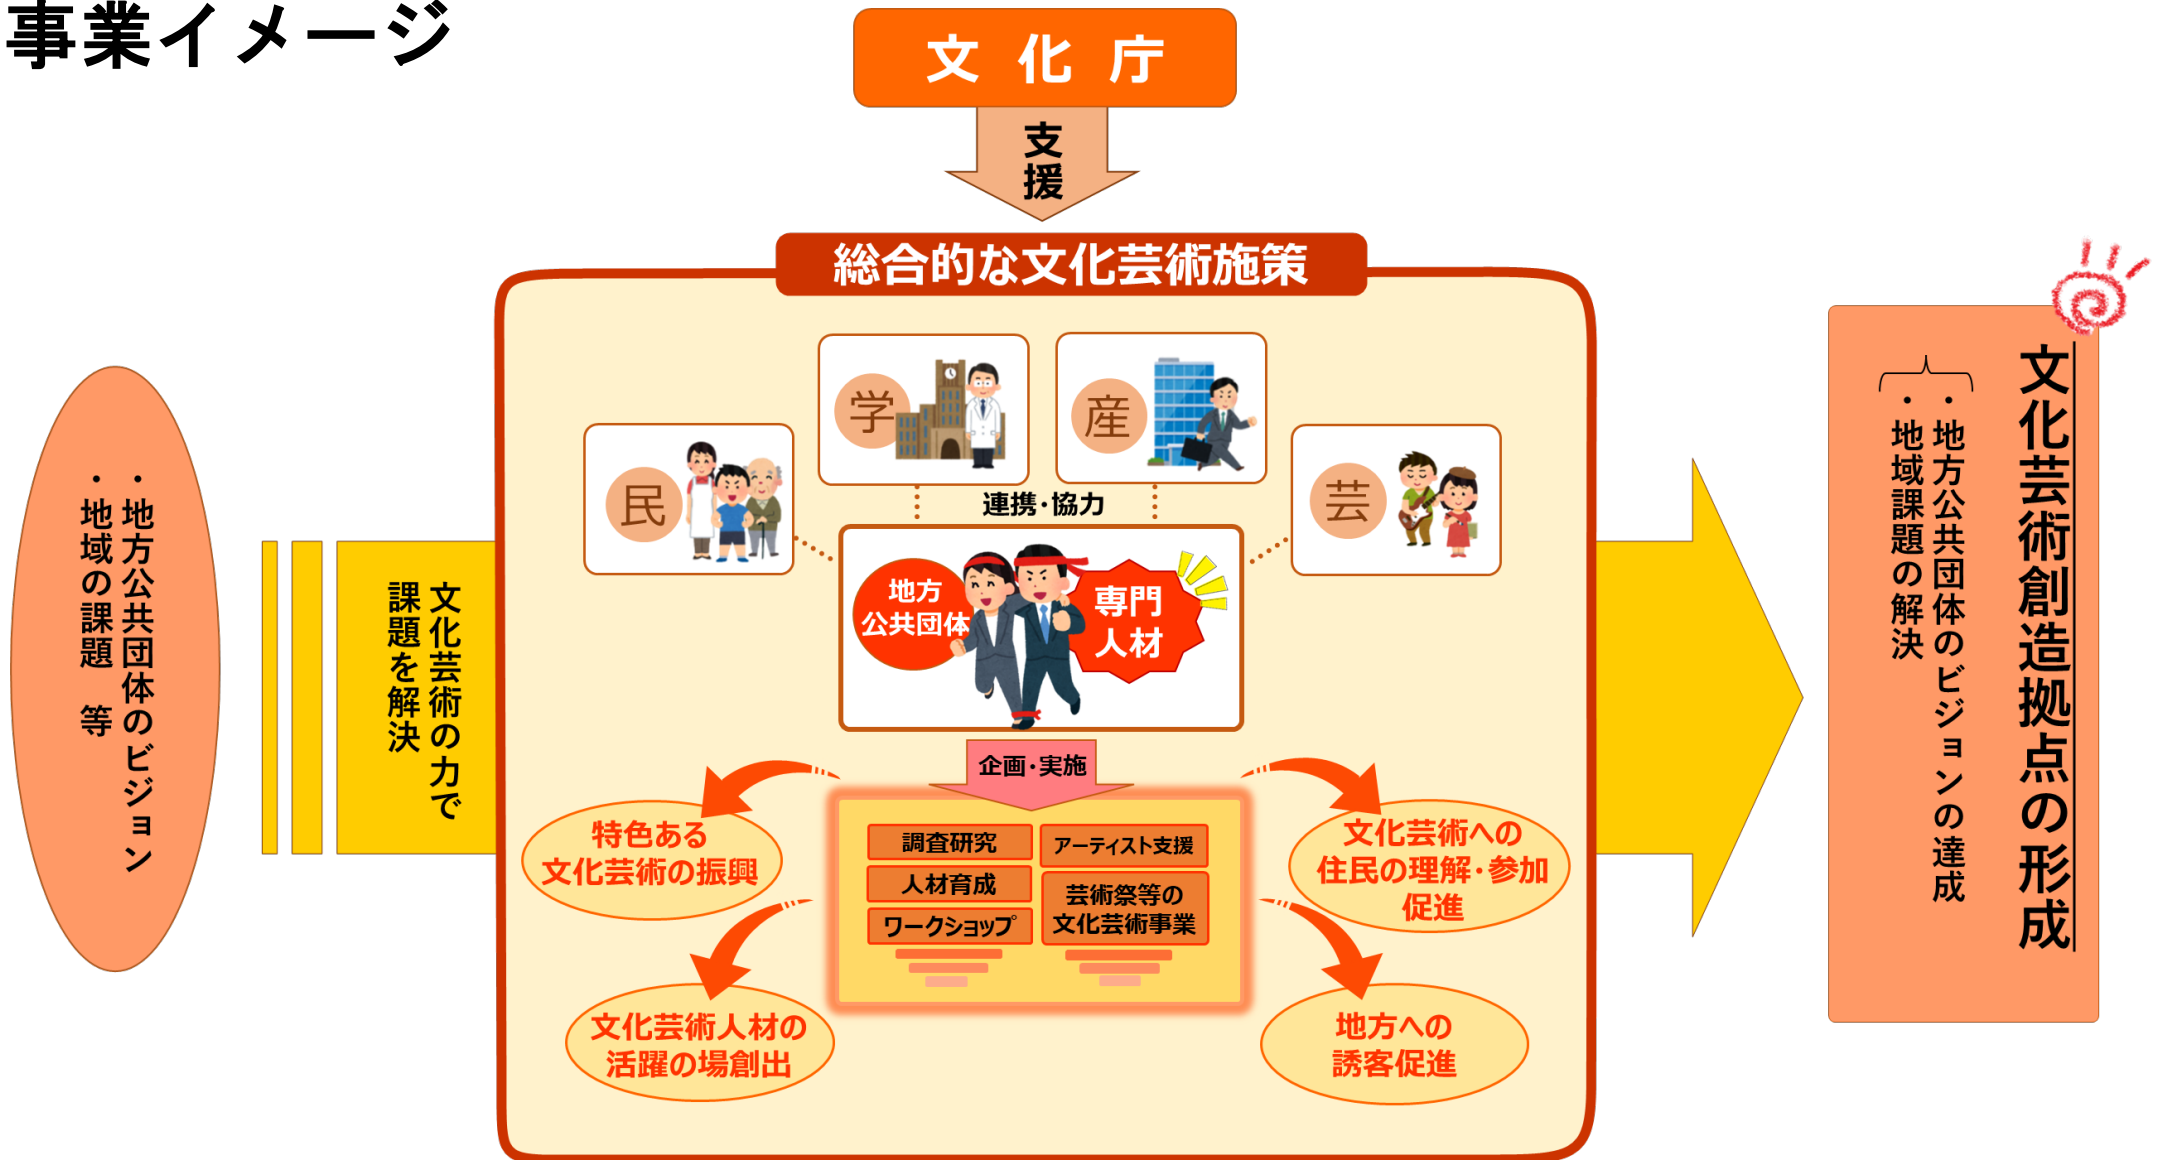 事業イメージ
文化庁
支援
総合的な文化芸術施策
・地方公共団体のビジョン
・地域の課題　等
文化芸術の力で
課題を解決
民
学
産
芸
連携・協力
地方
公共団体
専門
人材
企画・実施
調査研究
人材育成
ワークショップ
アーティスト支援
芸術祭等の
文化芸術事業
特色ある
文化芸術の振興
文化芸術人材の
活躍の場創出
文化芸術への
住民の理解・参加
促進
地方への
誘客促進
文化芸術創造拠点の形成
・地方公共団体のビジョンの達成
・地域課題の解決